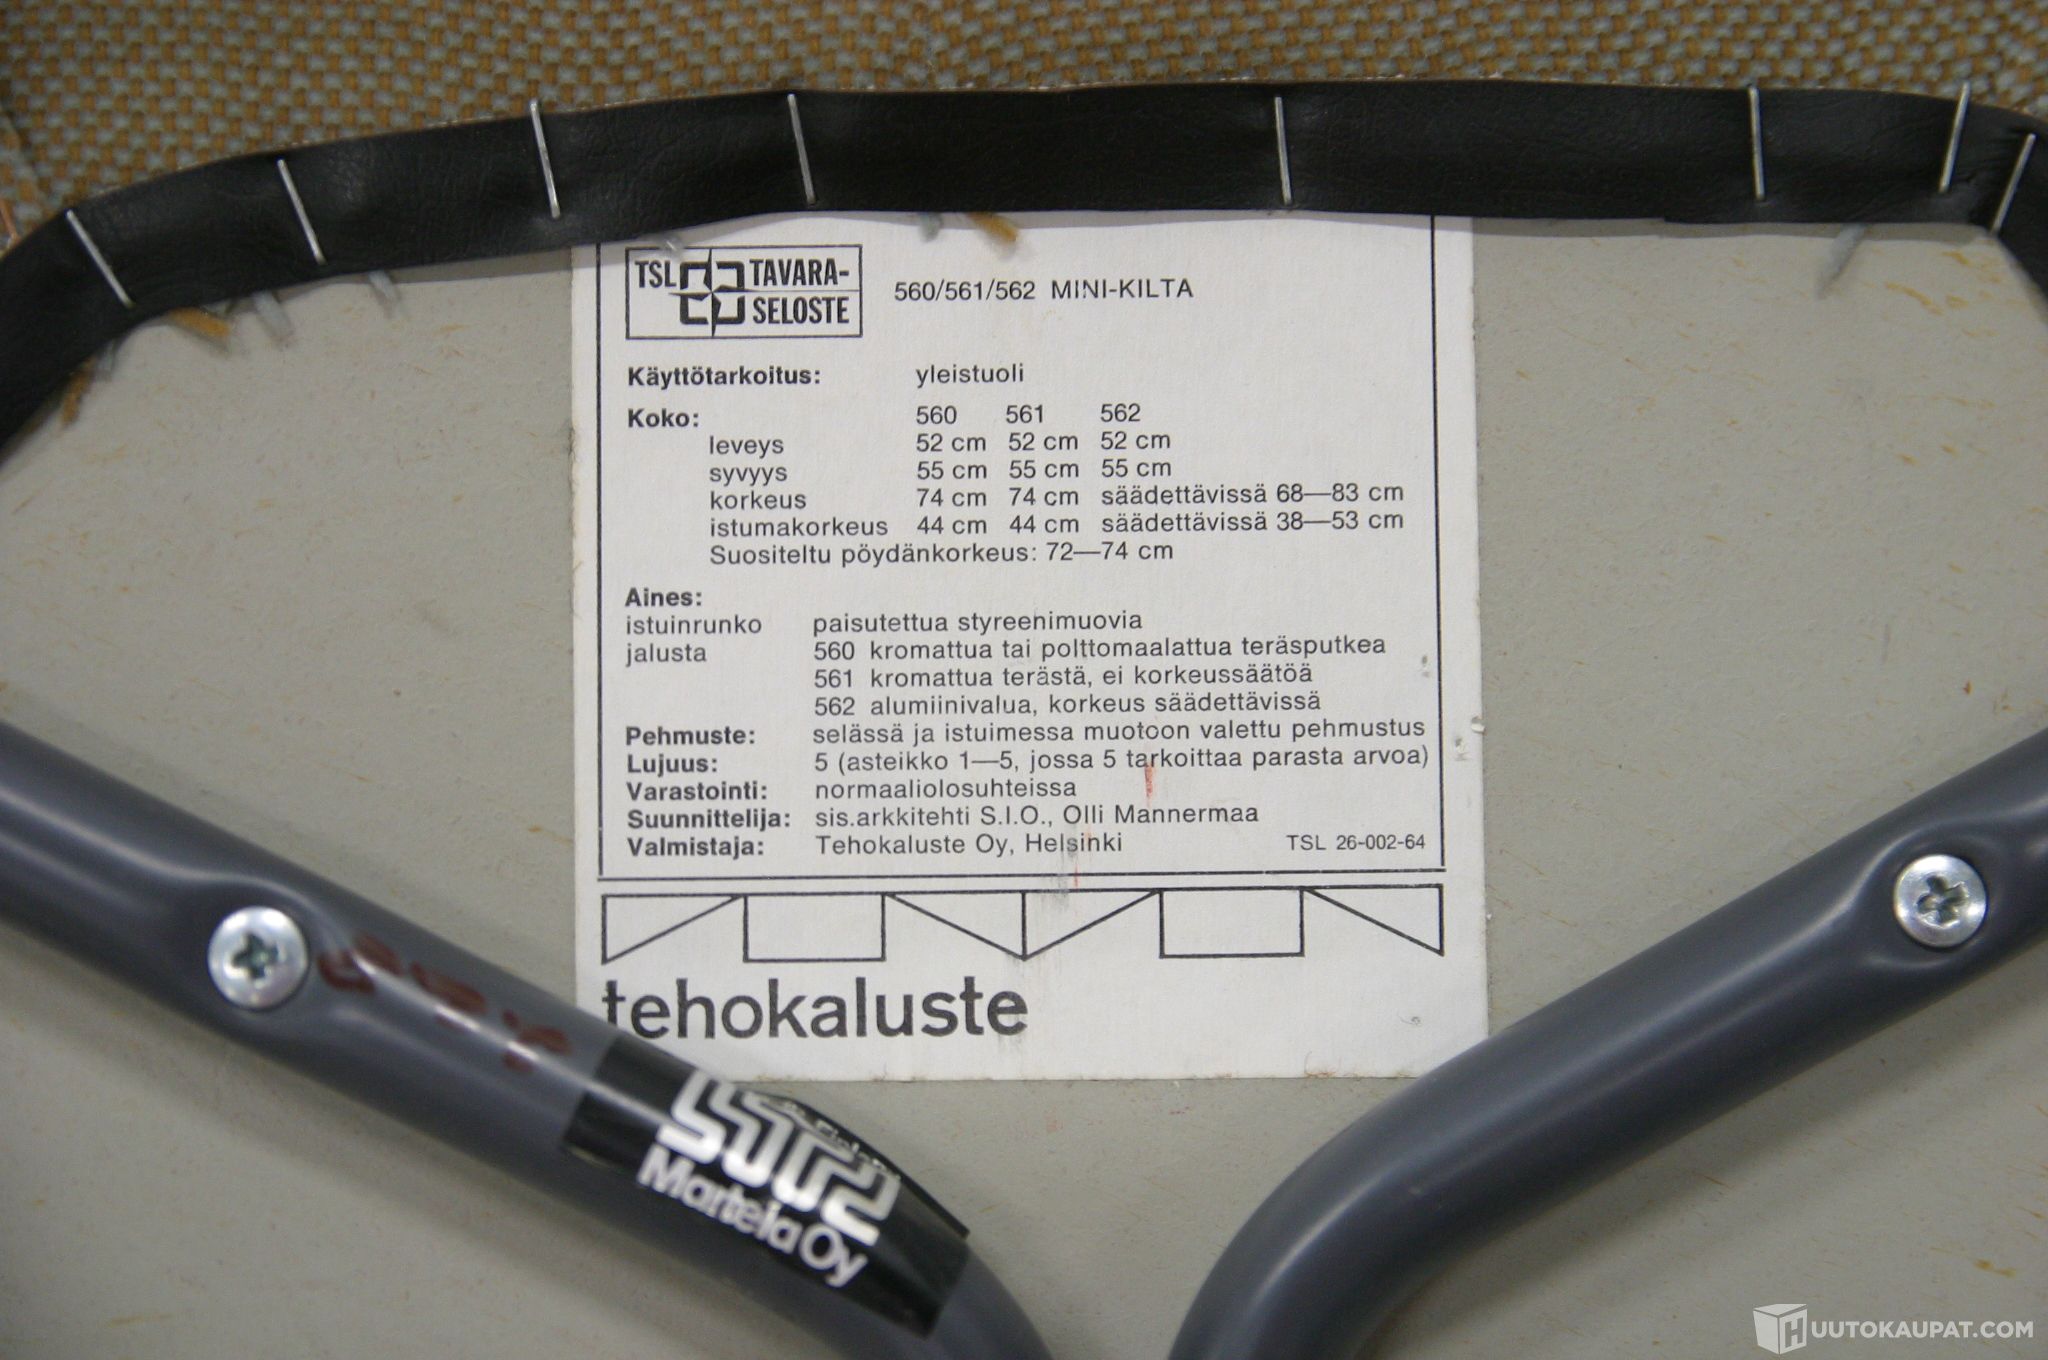 TSL TAVARA-
SELOSTE
560/561/562 MINI-KILTA
Käyttötarkoitus: yleistuoli
Koko: 560 561 562
leveys 52 cm 52 cm 52 cm
syvyys 55 cm 55 cm 55 cm
korkeus 74 cm 74 cm säädettävissä 68—83 cm
istumakorkeus 44 cm 44 cm säädettävissä 38—53 cm
Suositeltu pöydänkorkeus: 72—74 cm
Aines:
istuinrunko paisutettua styreenimuovia
jalusta 560 kromattua tai polttomaalattua teräsputkea
561 kromattua terästä, ei korkeussäätöä
562 alumiinivalua, korkeus säädettävissä
Pehmuste: selässä ja istuimessa muotoon valettu pehmustus
Lujuus: 5 (asteikko 1—5, jossa 5 tarkoittaa parasta arvoa)
Varastointi: normaaliolosuhteissa
Suunnittelija: sis.arkkitehti S.I.O., Olli Mannermaa
Valmistaja: Tehokaluste Oy, Helsinki TSL 26-002-64
tehokaluste
Martela Oy
HUUTOKAUPAT.COM